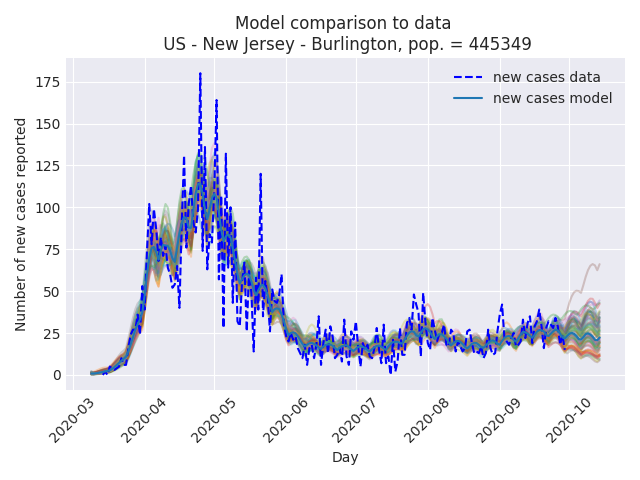 Model comparison to data
US - New Jersey - Burlington, pop. = 445349
new cases data
new cases model
Number of new cases reported
175
150
125
100
75
50
25
0
2020-03
2020-04
2020-05
2020-06
2020-07
2020-08
2020-09
2020-10
Day